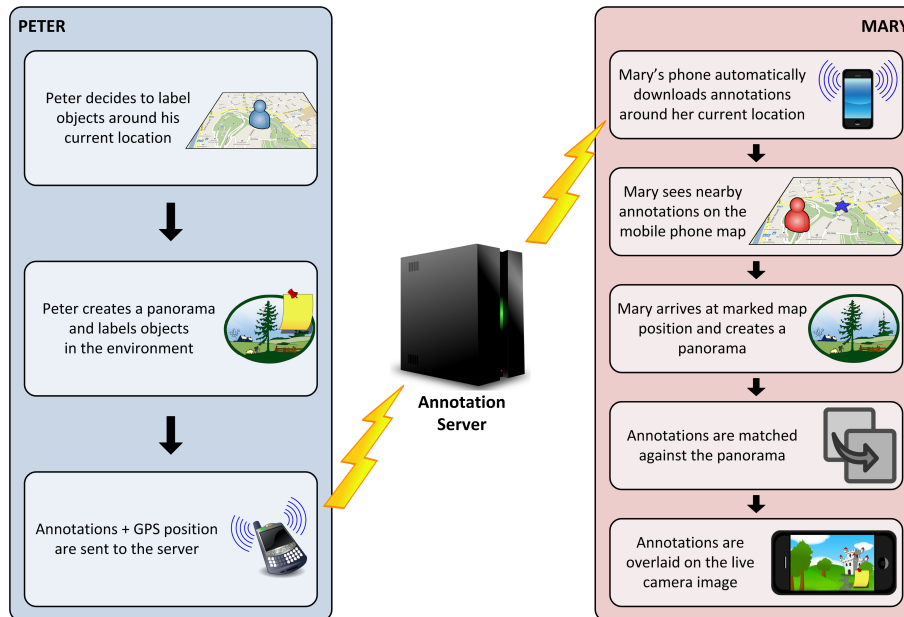 PETER
Peter decides to label
objects around his
current location
Peter creates a panorama
and labels objects
in the environment
Annotations + GPS position
are sent to the server
Annotation
Server
MARY
Mary's phone automatically
downloads annotations
around her current location
Mary sees nearby
annotations on the
mobile phone map
Mary arrives at marked map
position and creates a
panorama
Annotations are matched
against the panorama
Annotations are
overlaid on the live
camera image